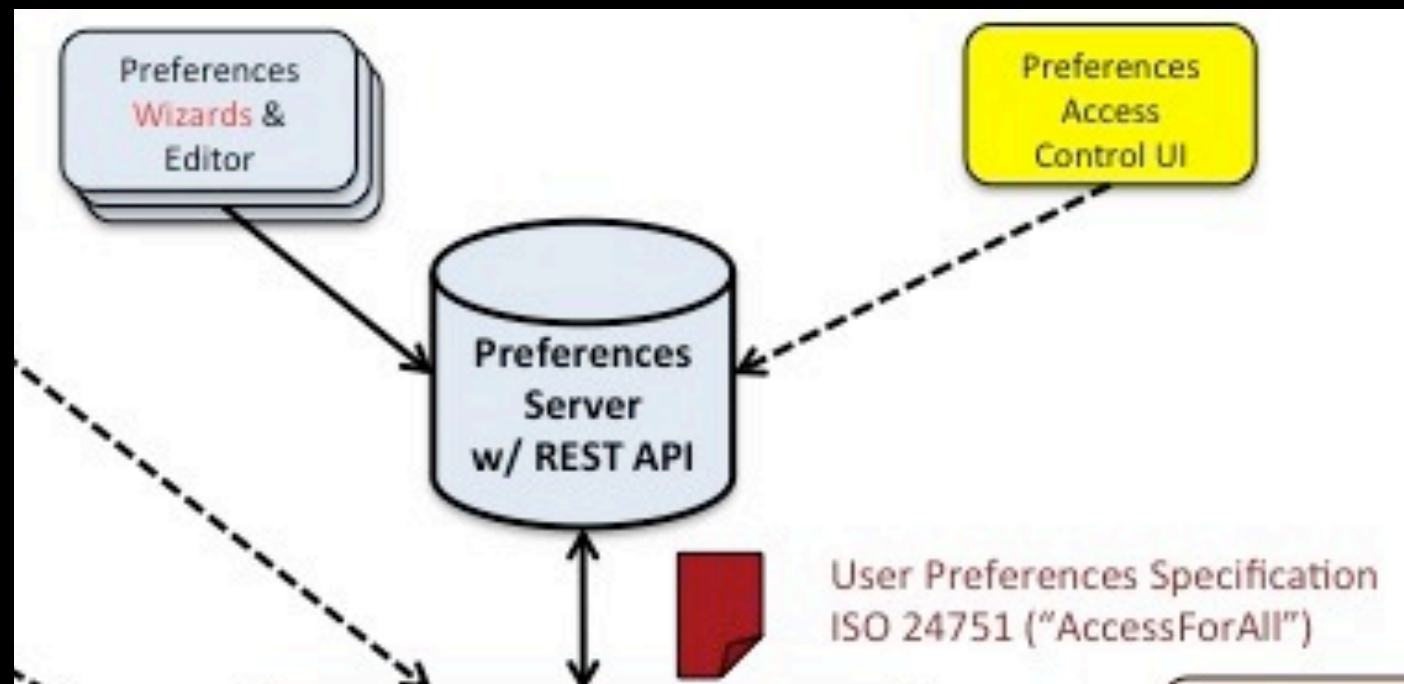 Preferences
Wizards &
Editor
Preferences
Access
Control UI
Preferences
Server
w/ REST API
User Preferences Specification
ISO 24751 (“AccessForAll”)